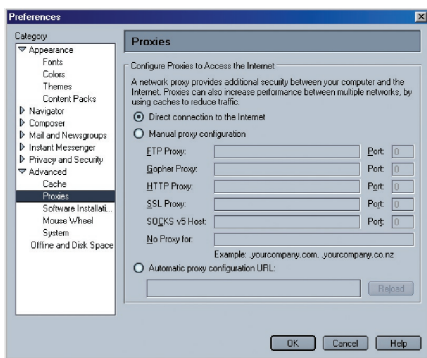 Preferences
Category
Appearance
Fonts
Colors
Themes
Content Packs
Navigator
Composer
Mail and Newsgroups
Instant Messenger
Privacy and Security
Advanced
Cache
Proxies
Software Installati...
Mouse Wheel
System
Offline and Disk Space
Proxies
Configure Proxies to Access the Internet
A network proxy provides additional security between your computer and the
Internet. Proxies can also increase performance between multiple networks, by
using caches to reduce traffic.
Direct connection to the Internet
Manual proxy configuration
FTP Proxy: Port: 0
Gopher Proxy: Port: 0
HTTP Proxy: Port: 0
SSL Proxy: Port: 0
SOCKS v5 Host: Port: 0
No Proxy for:
Example: .yourcompany.com, .yourcompany.co.nz
Automatic proxy configuration URL:
Reload
OK Cancel Help